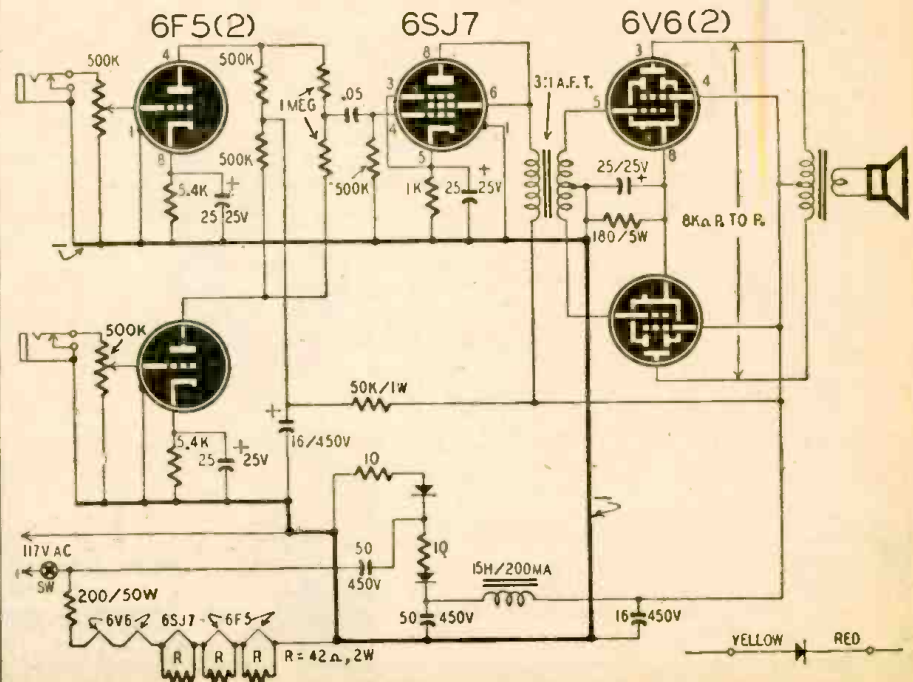 6F5(2) 6SJ7 6V6(2)
4 500K 8 3
500K 3 6 3:1 A.F.T. 4
1 MEG .05 5
1 4 1
500K 25/25V +
8 5 8
5.4K + 500K 1K + 8KΩ P. TO P.
25 25V 25 25V 180/5W
500K
50K/1W
+
5.4K + 16/450V
25 25V 10
117V AC 50 10 15H/200MA
SW 450V
200/50W 50 450V 16 450V
6V6 6SJ7 6F5
R R R R = 42Ω, 2W YELLOW RED